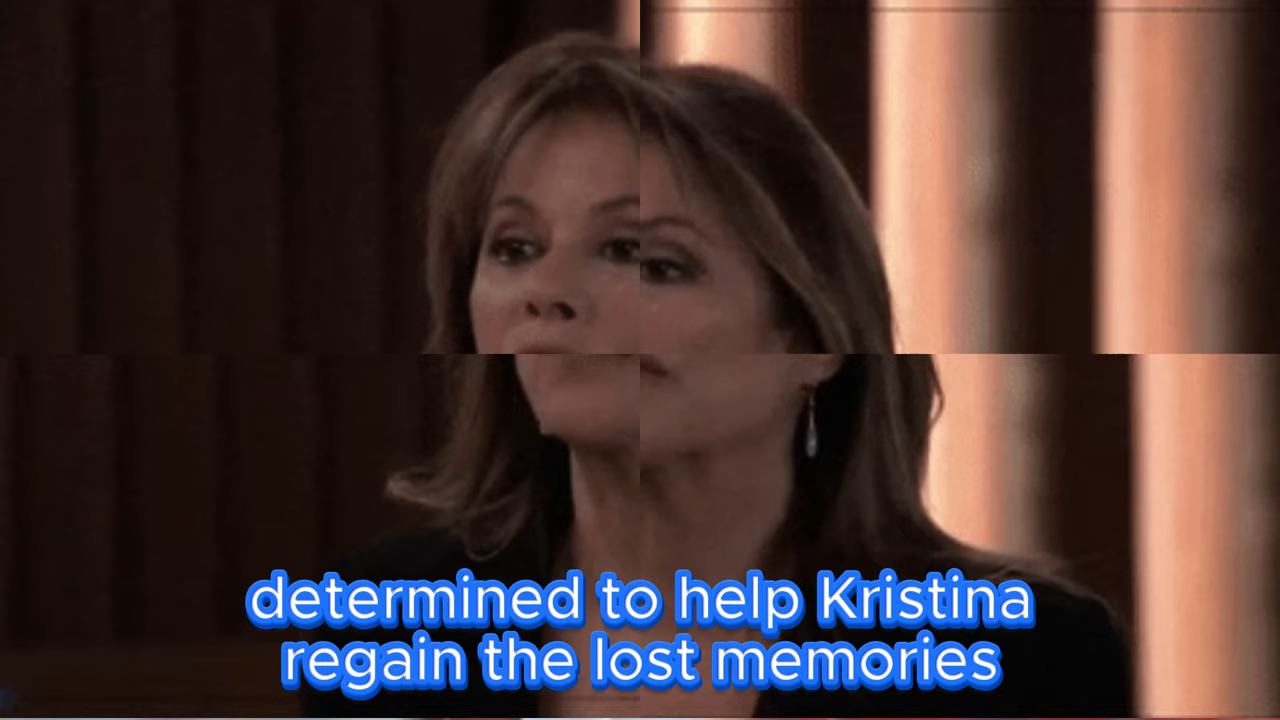 determined to help Kristina
regain the lost memories